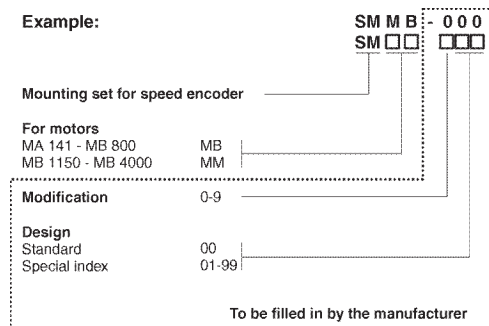 Example: SM M B - 0 0 0
SM□□ □□□
Mounting set for speed encoder
For motors
MA 141 - MB 800 MB
MB 1150 - MB 4000 MM
Modification 0-9
Design
Standard 00
Special index 01-99
To be filled in by the manufacturer